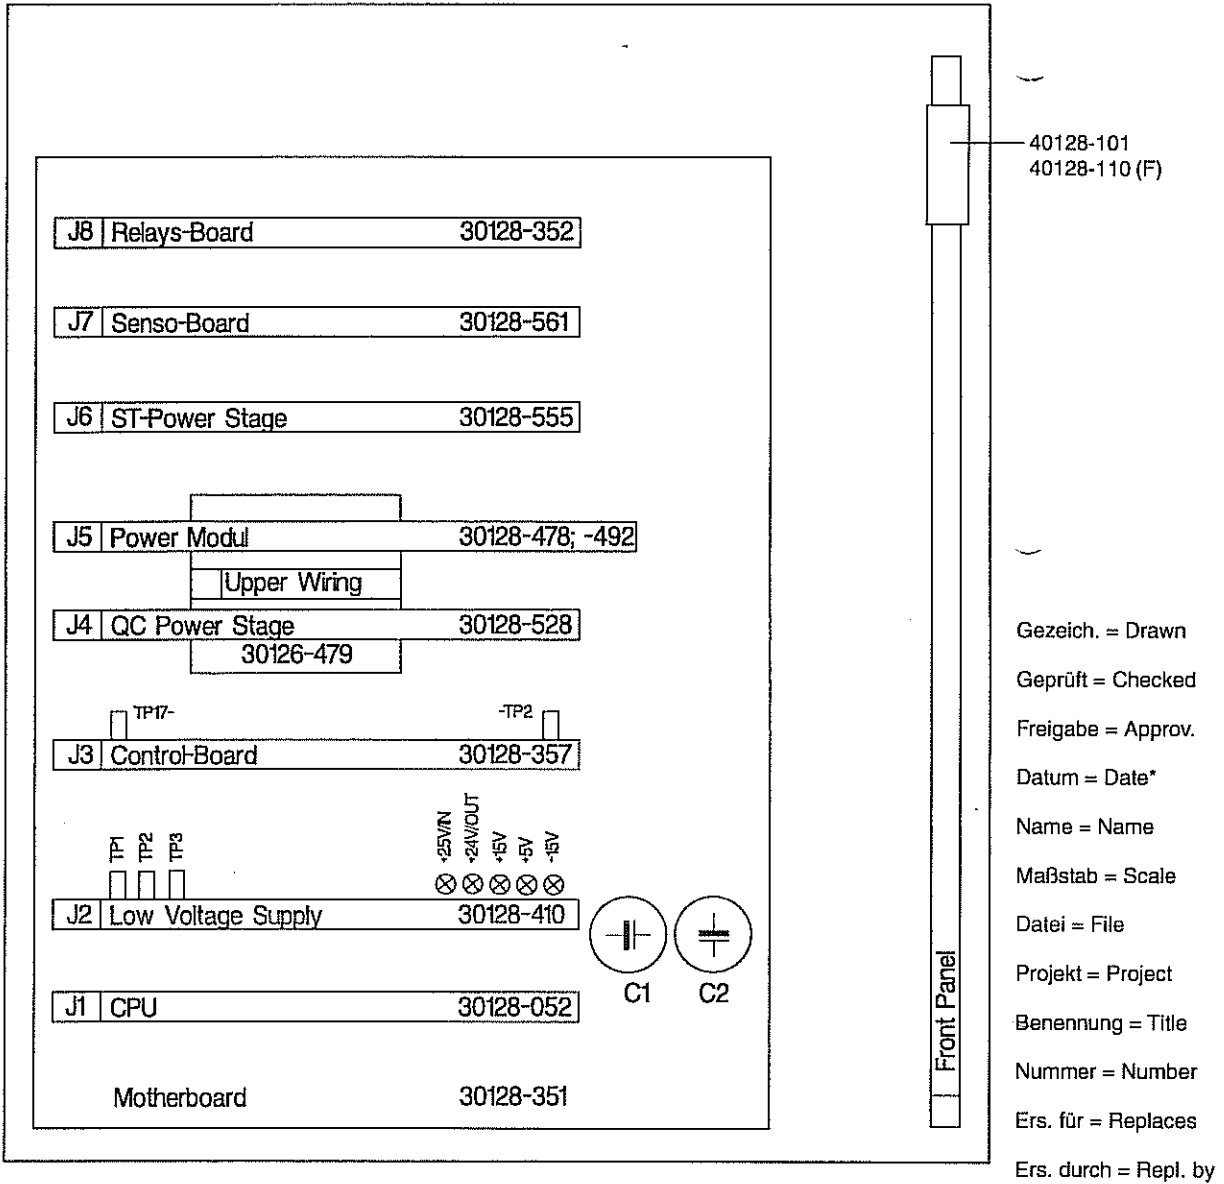 40128-101
40128-110 (F)
J8 Relays-Board 30128-352
J7 Senso-Board 30128-561
J6 ST-Power Stage 30128-555
J5 Power Modul 30128-478; -492
Upper Wiring
J4 QC Power Stage 30128-528
30126-479
TP17- -TP2
J3 Control-Board 30128-357
TP1 TP2 TP3 +25V/IN +24V/OUT +15V +5V -15V
J2 Low Voltage Supply 30128-410
C1 C2
J1 CPU 30128-052
Motherboard 30128-351
Front Panel
Gezeich. = Drawn
Geprüft = Checked
Freigabe = Approv.
Datum = Date*
Name = Name
Maßstab = Scale
Datei = File
Projekt = Project
Benennung = Title
Nummer = Number
Ers. für = Replaces
Ers. durch = Repl. by